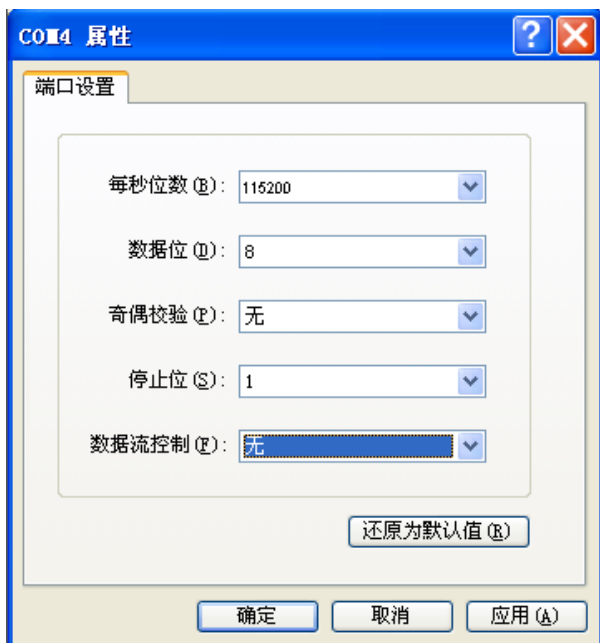 COM4 属性
端口设置
每秒位数(B): 115200
数据位(D): 8
奇偶校验(P): 无
停止位(S): 1
数据流控制(F): 无
还原为默认值(R)
确定 取消 应用(A)